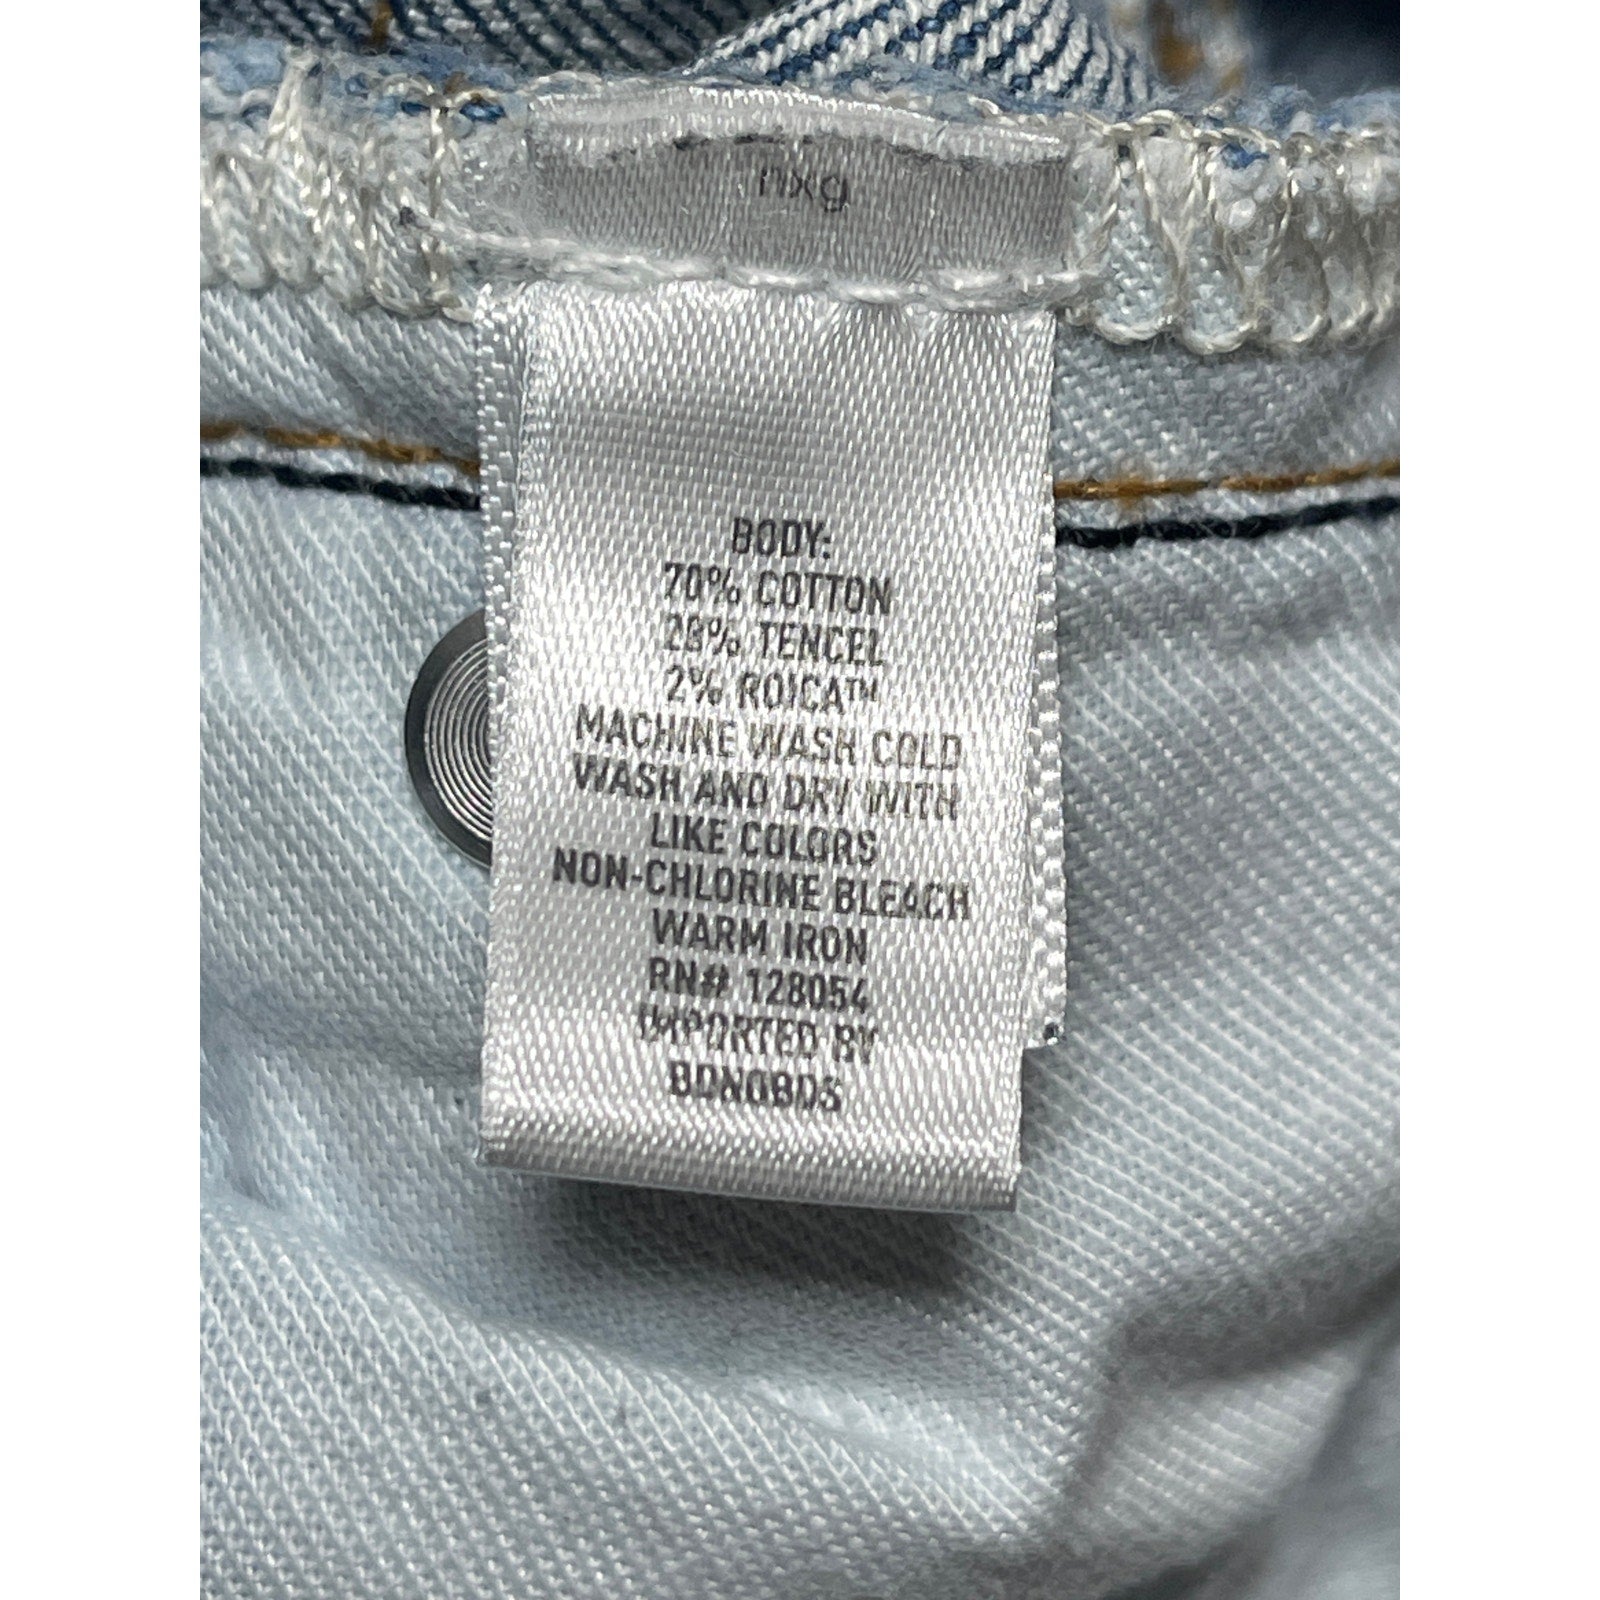 BODY:
70% COTTON
28% TENCEL
2% ROICA™
MACHINE WASH COLD
WASH AND DRY WITH
LIKE COLORS
NON-CHLORINE BLEACH
WARM IRON
RN# 128054
IMPORTED BY